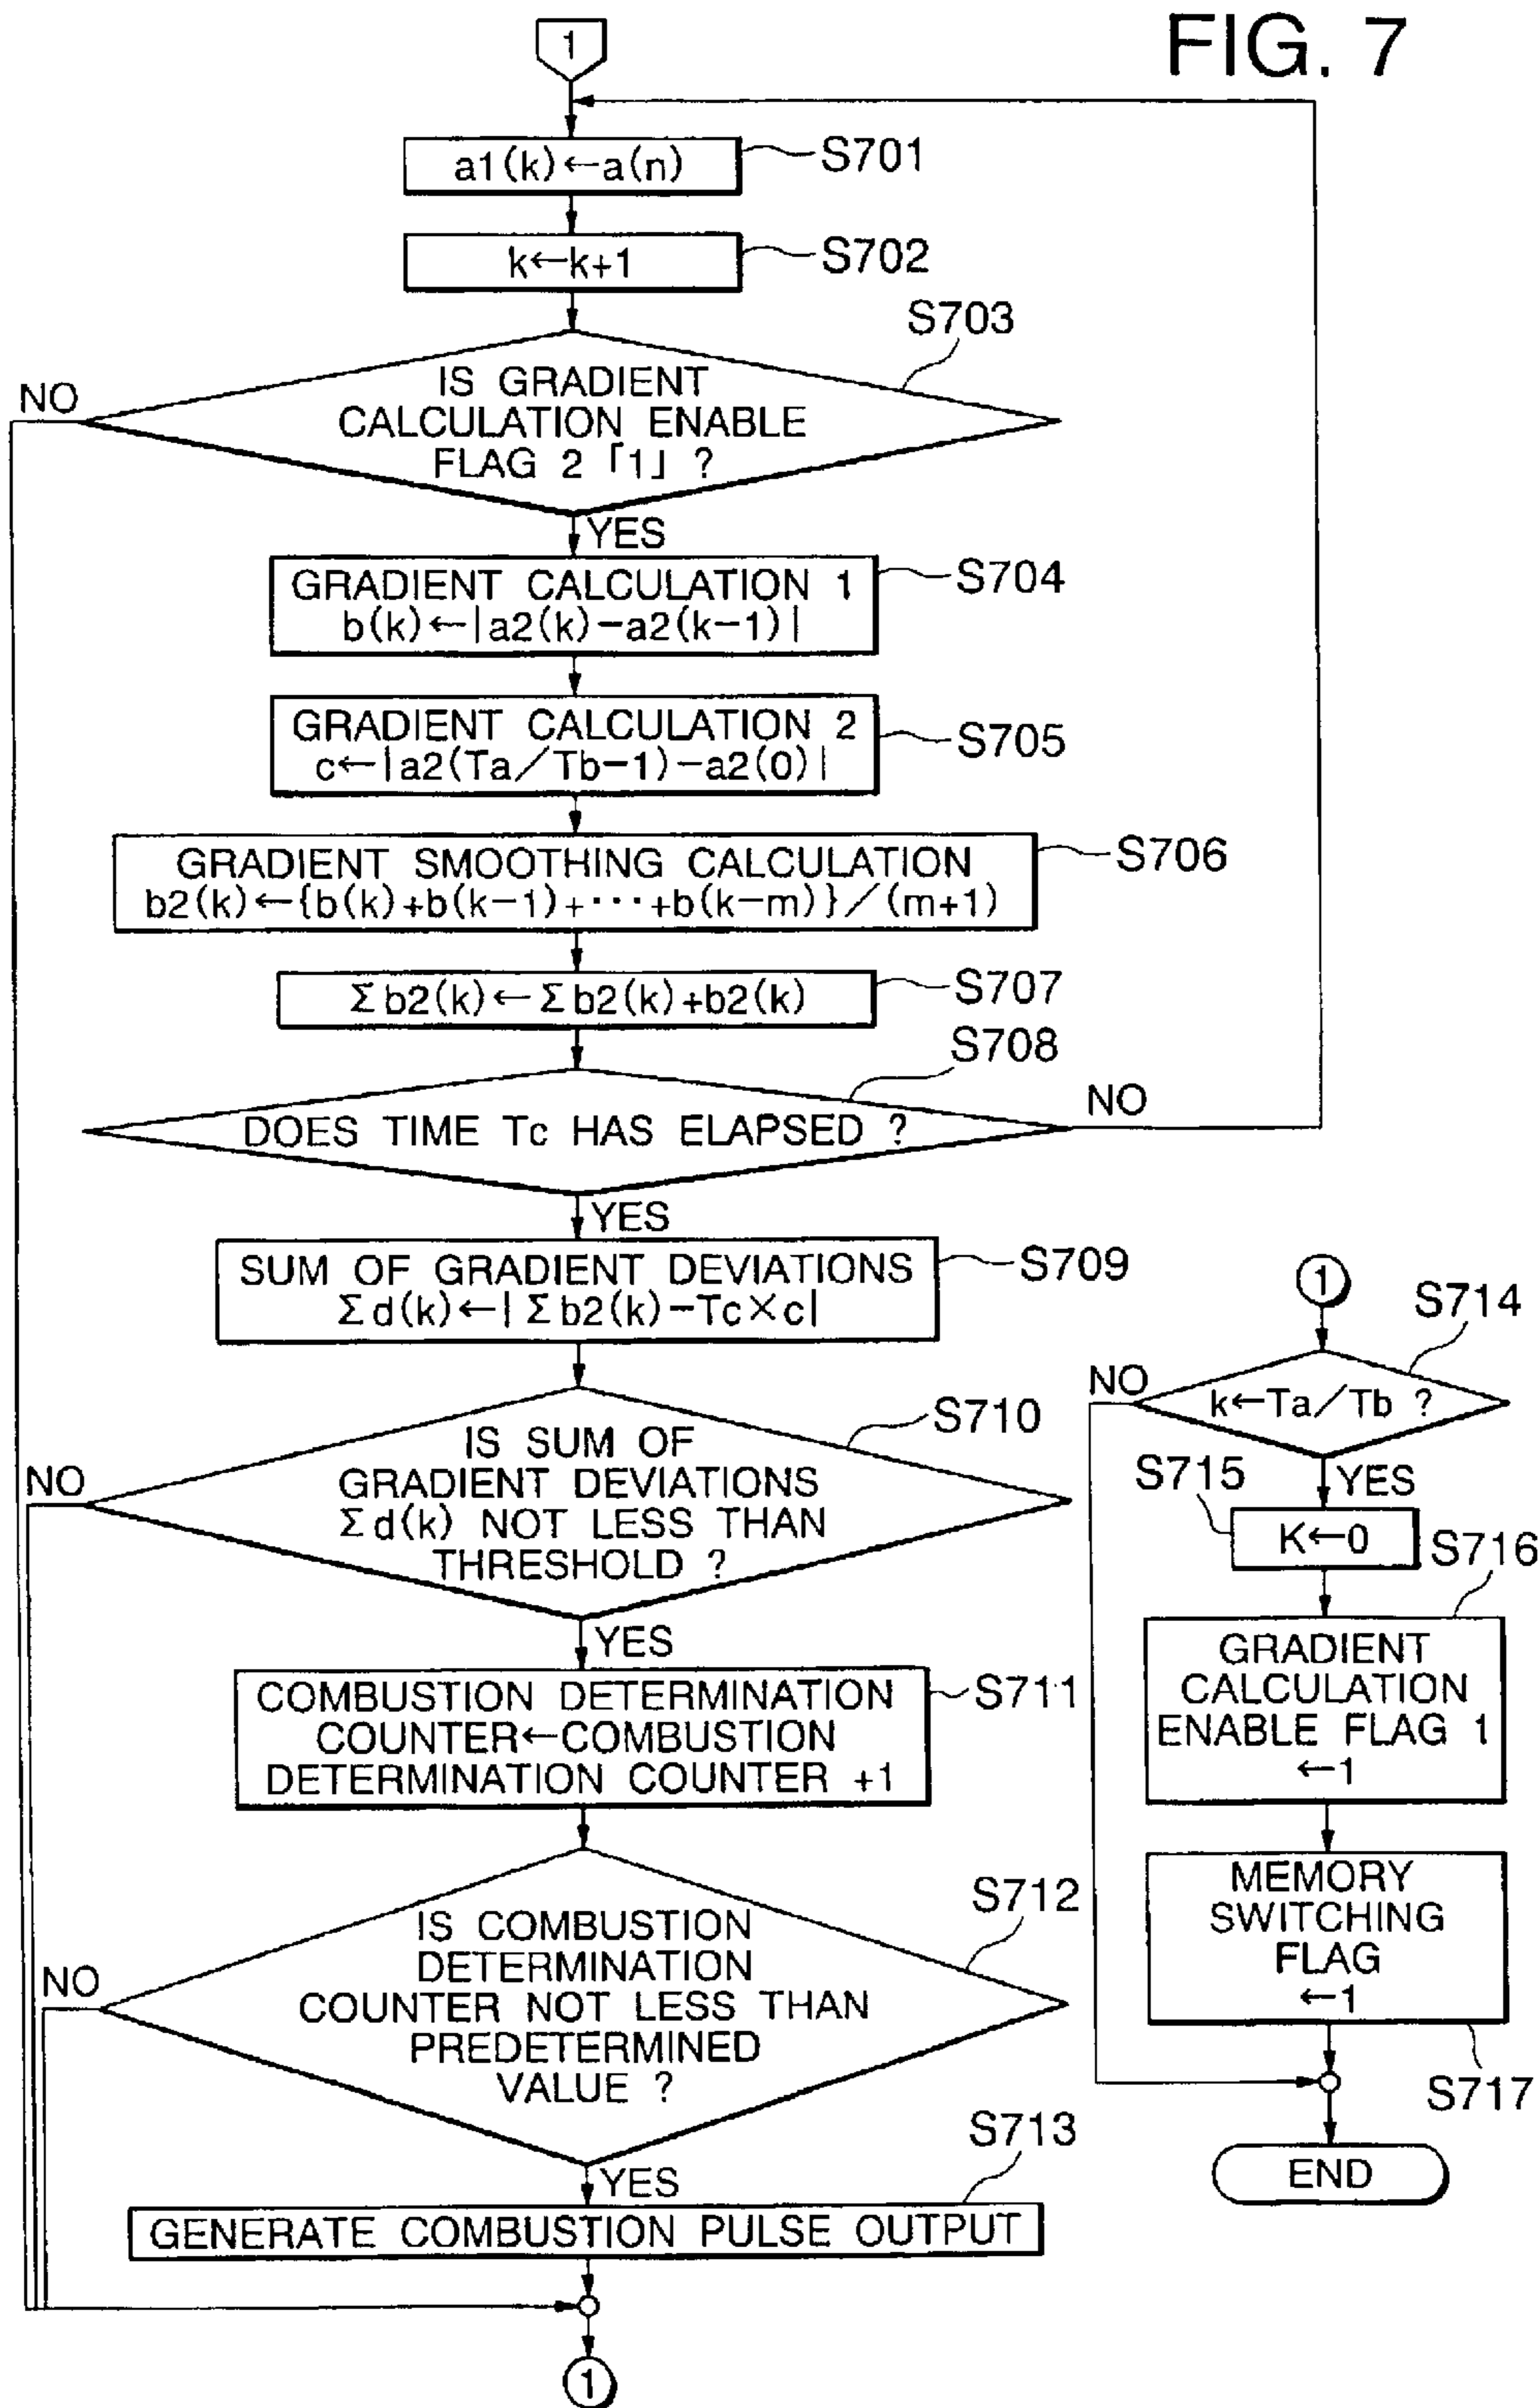 FIG. 7
1
a1(k)←a(n)
S701
k←k+1
S702
S703
IS GRADIENT
CALCULATION ENABLE
FLAG 2 「1」 ?
NO
YES
GRADIENT CALCULATION 1
b(k)←|a2(k)−a2(k−1)|
S704
GRADIENT CALCULATION 2
c←|a2(Ta/Tb−1)−a2(0)|
S705
GRADIENT SMOOTHING CALCULATION
b2(k)←{b(k)+b(k−1)+···+b(k−m)}/(m+1)
S706
Σb2(k)←Σb2(k)+b2(k)
S707
S708
DOES TIME Tc HAS ELAPSED ?
NO
YES
SUM OF GRADIENT DEVIATIONS
Σd(k)←|Σb2(k)−Tc×c|
S709
S710
IS SUM OF
GRADIENT DEVIATIONS
Σd(k) NOT LESS THAN
THRESHOLD ?
NO
YES
COMBUSTION DETERMINATION
COUNTER←COMBUSTION
DETERMINATION COUNTER +1
S711
S712
IS COMBUSTION
DETERMINATION
COUNTER NOT LESS THAN
PREDETERMINED
VALUE ?
NO
YES
S713
GENERATE COMBUSTION PULSE OUTPUT
1
1
S714
k←Ta/Tb ?
NO
YES
S715
K←0
S716
GRADIENT
CALCULATION
ENABLE FLAG 1
←1
MEMORY
SWITCHING
FLAG
←1
S717
END